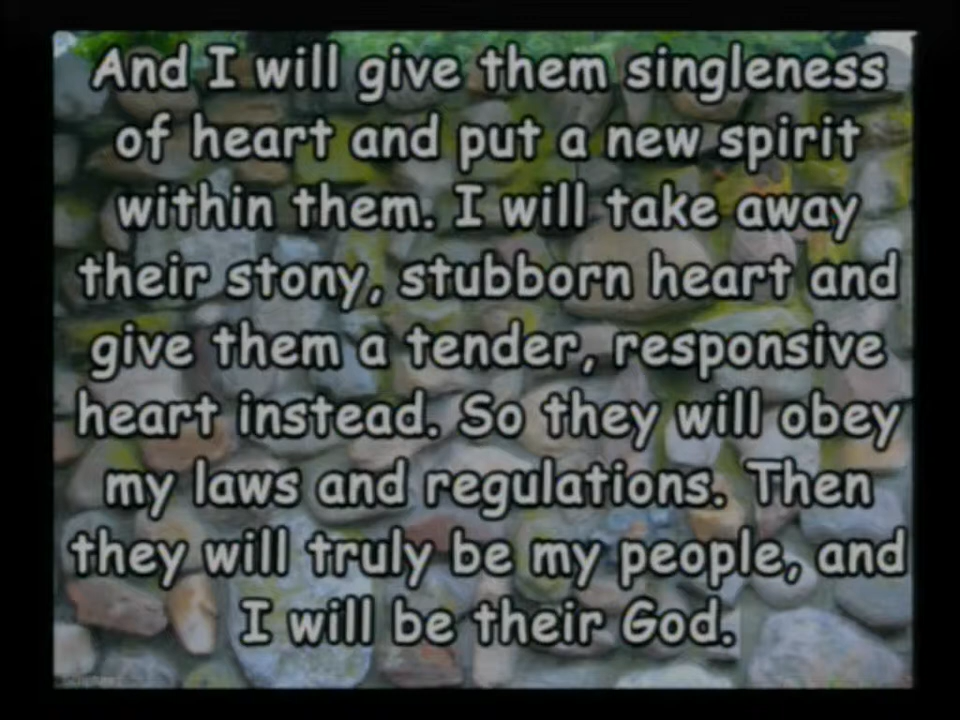 And I will give them singleness
of heart and put a new spirit
within them. I will take away
their stony, stubborn heart and
give them a tender, responsive
heart instead. So they will obey
my laws and regulations. Then
they will truly be my people, and
I will be their God.